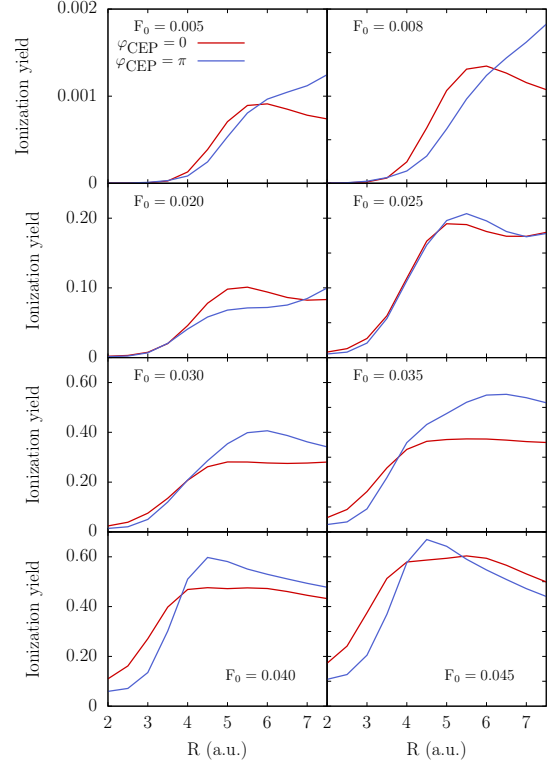 0.002
0.001
0
Ionization yield
F₀ = 0.005
φCEP = 0
φCEP = π
F₀ = 0.008
0.20
0.10
0
Ionization yield
F₀ = 0.020
F₀ = 0.025
0.60
0.40
0.20
0
Ionization yield
F₀ = 0.030
F₀ = 0.035
0.60
0.40
0.20
0
Ionization yield
F₀ = 0.040
F₀ = 0.045
2 3 4 5 6 7
2 3 4 5 6 7
R (a.u.)
R (a.u.)